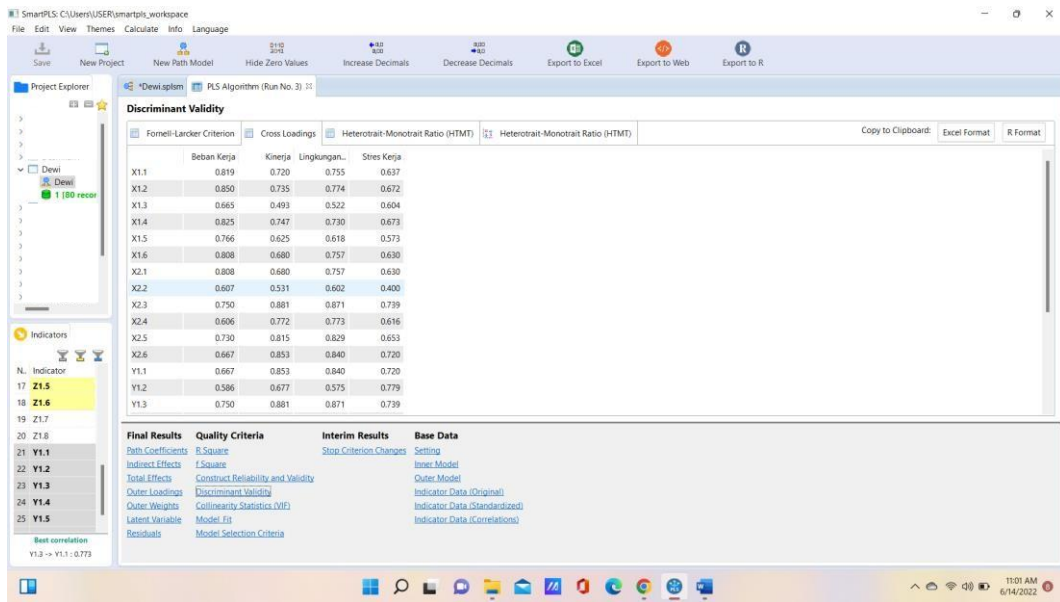 SmartPLS: C:\Users\USER\smartpls_workspace
File Edit View Themes Calculate Info Language
Save New Project New Path Model Hide Zero Values Increase Decimals Decrease Decimals Export to Excel Export to Web Export to R
Project Explorer
*Dewi.splsm PLS Algorithm (Run No. 3)
Discriminant Validity
Fornell-Larcker Criterion Cross Loadings Heterotrait-Monotrait Ratio (HTMT) Heterotrait-Monotrait Ratio (HTMT) Copy to Clipboard: Excel Format R Format
Beban Kerja Kinerja Lingkungan... Stres Kerja
X1.1 0.819 0.720 0.755 0.637
X1.2 0.850 0.735 0.774 0.672
X1.3 0.665 0.493 0.522 0.604
X1.4 0.825 0.747 0.730 0.673
X1.5 0.766 0.625 0.618 0.573
X1.6 0.808 0.680 0.757 0.630
X2.1 0.808 0.680 0.757 0.630
X2.2 0.607 0.531 0.602 0.400
X2.3 0.750 0.881 0.871 0.739
X2.4 0.606 0.772 0.773 0.616
X2.5 0.730 0.815 0.829 0.653
X2.6 0.667 0.853 0.840 0.720
Y1.1 0.667 0.853 0.840 0.720
Y1.2 0.586 0.677 0.575 0.779
Y1.3 0.750 0.881 0.871 0.739
Dewi
Dewi
1 [80 recor
Indicators
N.. Indicator
17 Z1.5
18 Z1.6
19 Z1.7
20 Z1.8
21 Y1.1
22 Y1.2
23 Y1.3
24 Y1.4
25 Y1.5
Best correlation
Y1.3 -> Y1.1 : 0.773
Final Results Quality Criteria Interim Results Base Data
Path Coefficients R Square Stop Criterion Changes Setting
Indirect Effects f Square Inner Model
Total Effects Construct Reliability and Validity Outer Model
Outer Loadings Discriminant Validity Indicator Data (Original)
Outer Weights Collinearity Statistics (VIF) Indicator Data (Standardized)
Latent Variable Model Fit Indicator Data (Correlations)
Residuals Model Selection Criteria
11:01 AM
6/14/2022